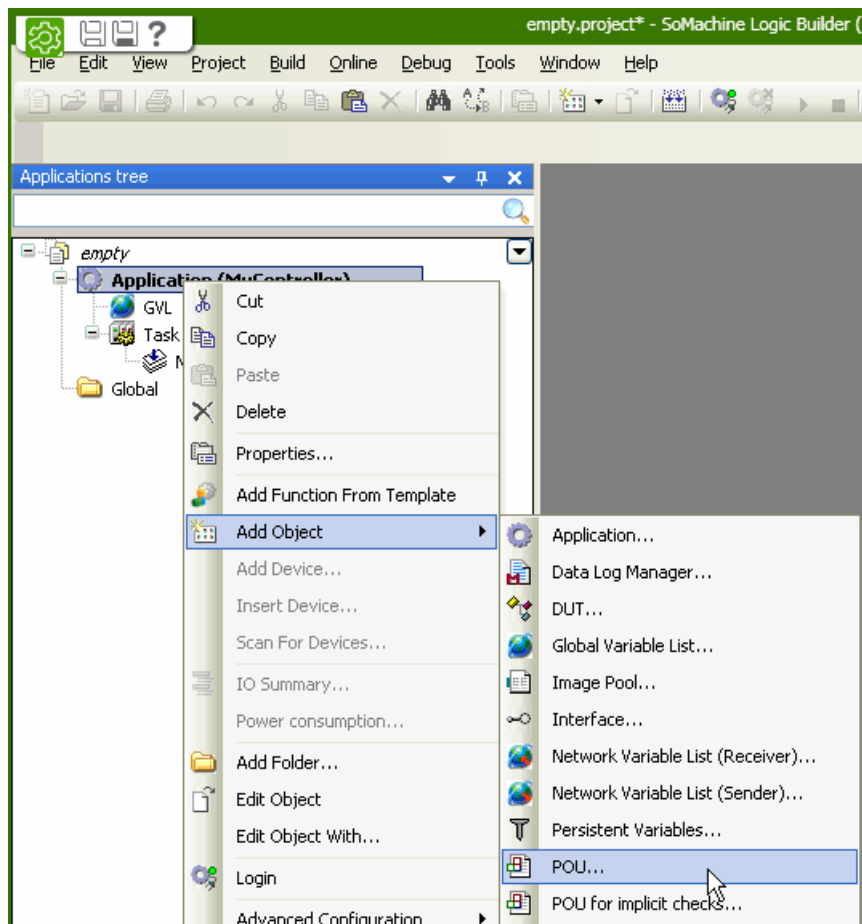 empty.project* - SoMachine Logic Builder (
?
File Edit View Project Build Online Debug Tools Window Help
Applications tree
empty
Application (MyController)
GVL
Task
Global
Cut
Copy
Paste
Delete
Properties...
Add Function From Template
Add Object
Add Device...
Insert Device...
Scan For Devices...
IO Summary...
Power consumption...
Add Folder...
Edit Object
Edit Object With...
Login
Advanced Configuration
Application...
Data Log Manager...
DUT...
Global Variable List...
Image Pool...
Interface...
Network Variable List (Receiver)...
Network Variable List (Sender)...
Persistent Variables...
POU...
POU for implicit checks...